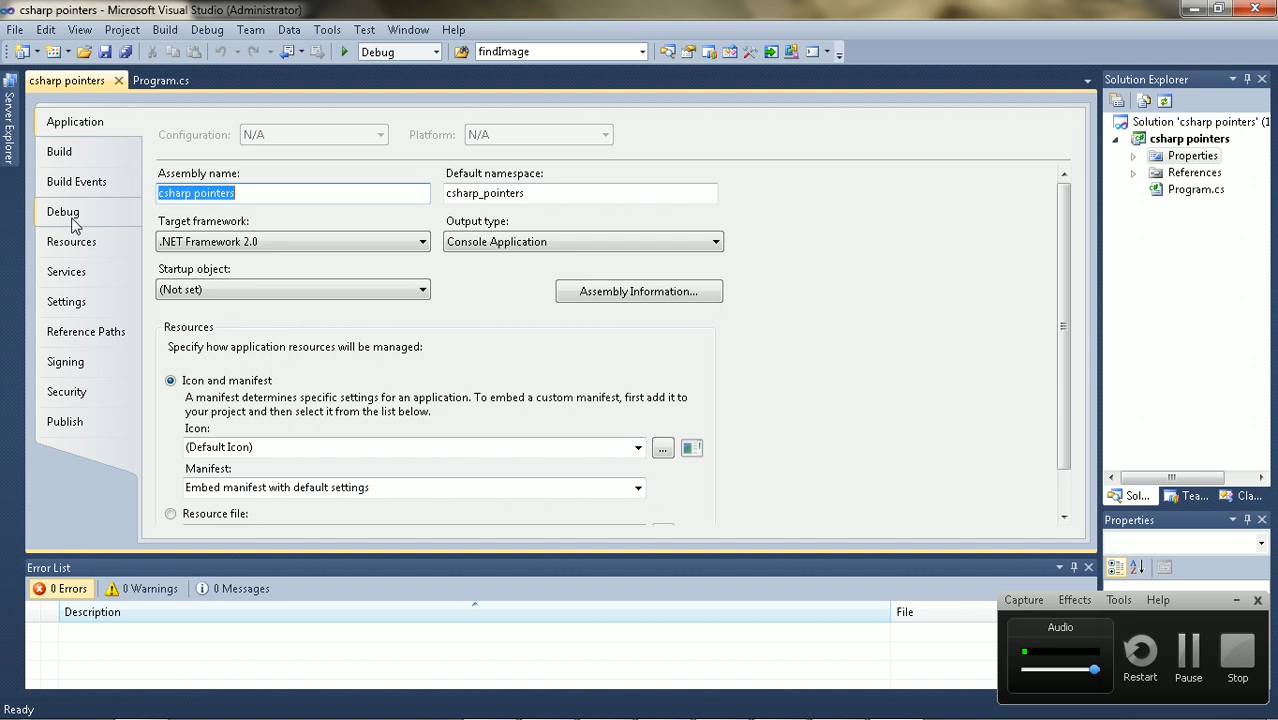 csharp pointers - Microsoft Visual Studio (Administrator)
File Edit View Project Build Debug Team Data Tools Test Window Help
Debug findImage
csharp pointers Program.cs
Server Explorer
Application
Build
Build Events
Debug
Resources
Services
Settings
Reference Paths
Signing
Security
Publish
Configuration: N/A Platform: N/A
Assembly name: Default namespace:
csharp pointers csharp_pointers
Target framework: Output type:
.NET Framework 2.0 Console Application
Startup object:
(Not set) Assembly Information...
Resources
Specify how application resources will be managed:
Icon and manifest
A manifest determines specific settings for an application. To embed a custom manifest, first add it to
your project and then select it from the list below.
Icon:
(Default Icon) ...
Manifest:
Embed manifest with default settings
Resource file:
Solution Explorer
Solution 'csharp pointers' (1
csharp pointers
Properties
References
Program.cs
Sol... Tea... Cla...
Properties
Error List
0 Errors 0 Warnings 0 Messages
Description File
Capture Effects Tools Help
Audio
Restart Pause Stop
Ready